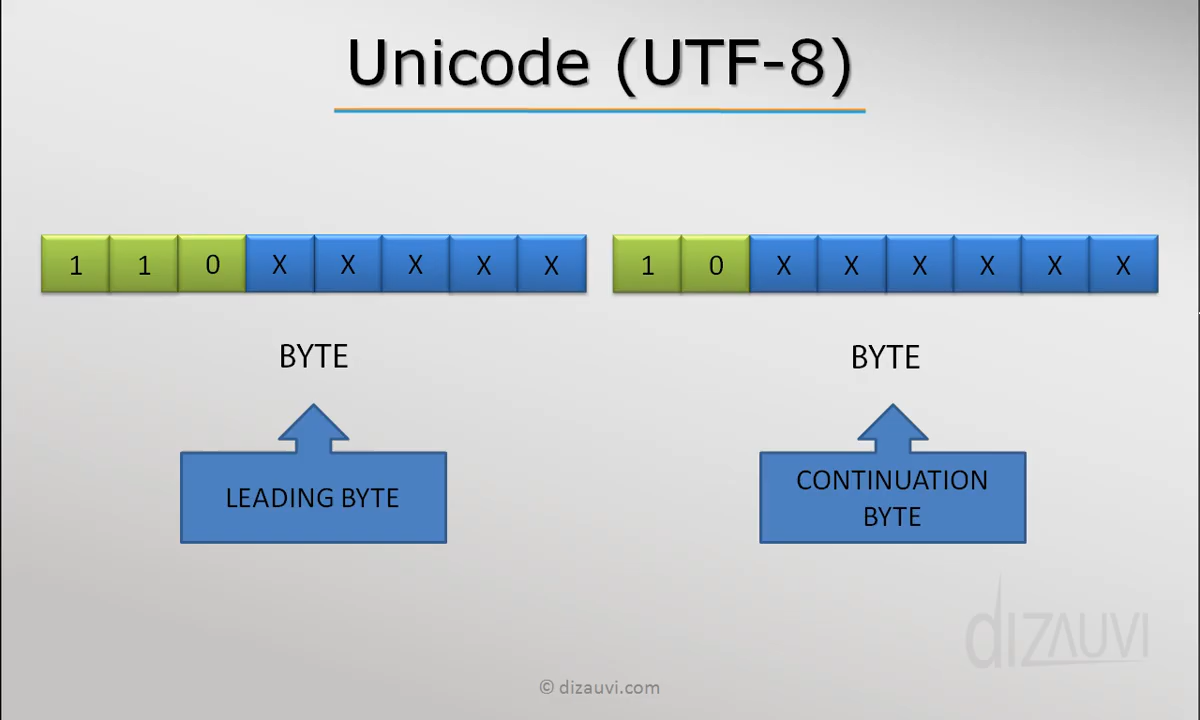 Unicode (UTF-8)
1 1 0 X X X X X 1 0 X X X X X X
BYTE BYTE
LEADING BYTE
CONTINUATION
BYTE
dizauvi
© dizauvi.com